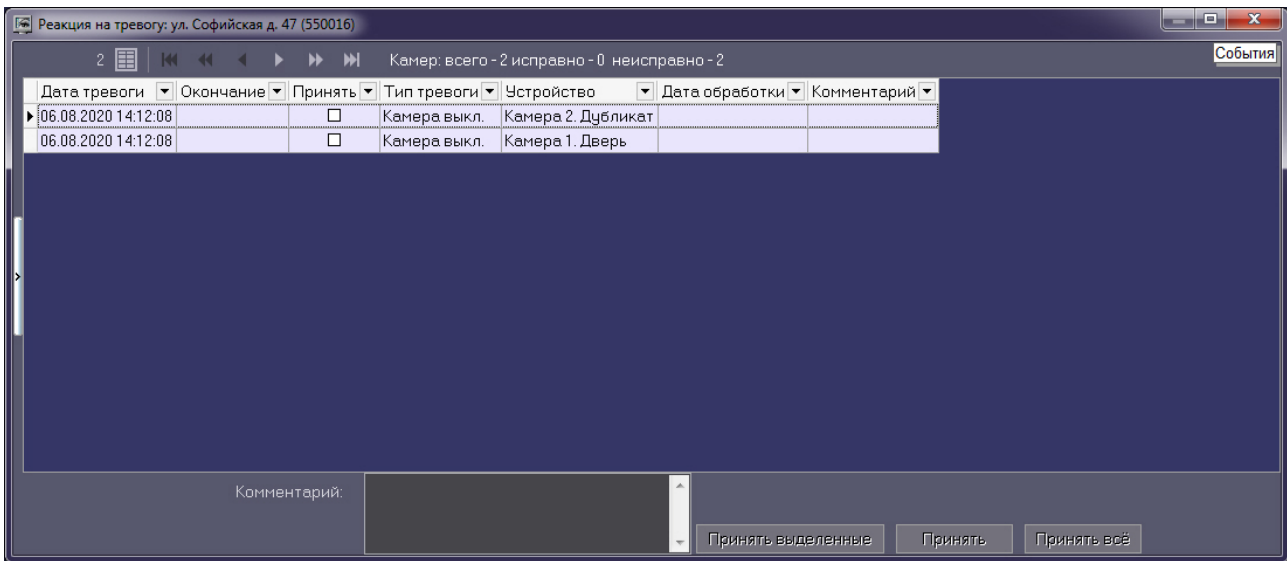 Реакция на тревогу: ул. Софийская д. 47 (550016)
2 Камер: всего - 2 исправно - 0 неисправно - 2
События
Дата тревоги Окончание Принять Тип тревоги Устройство Дата обработки Комментарий
06.08.2020 14:12:08 Камера выкл. Камера 2. Дубликат
06.08.2020 14:12:08 Камера выкл. Камера 1. Дверь
Комментарий:
Принять выделенные Принять Принять всё